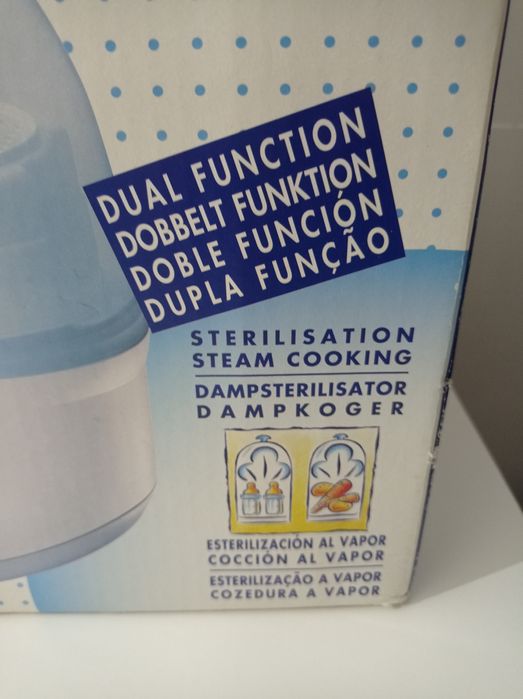 DUAL FUNCTION
DOBBELT FUNKTION
DOBLE FUNCIÓN
DUPLA FUNÇÃO
STERILISATION
STEAM COOKING
DAMPSTERILISATOR
DAMPKOGER
ESTERILIZACIÓN AL VAPOR
COCCIÓN AL VAPOR
ESTERILIZAÇÃO A VAPOR
COZEDURA A VAPOR